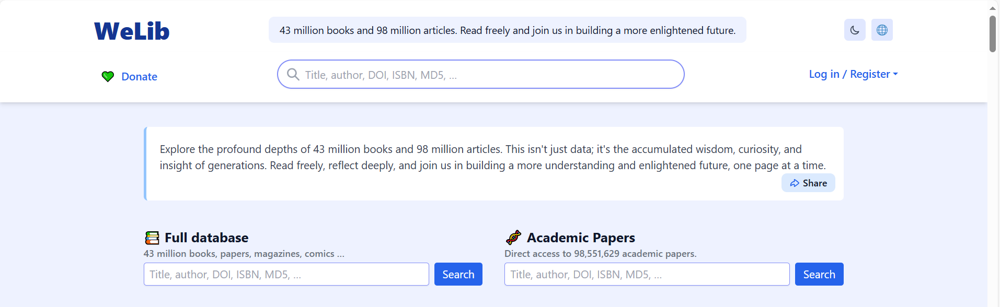 WeLib
43 million books and 98 million articles. Read freely and join us in building a more enlightened future.
Donate
Title, author, DOI, ISBN, MD5, ...
Log in / Register
Explore the profound depths of 43 million books and 98 million articles. This isn't just data; it's the accumulated wisdom, curiosity, and
insight of generations. Read freely, reflect deeply, and join us in building a more understanding and enlightened future, one page at a time.
Share
Full database
43 million books, papers, magazines, comics ...
Title, author, DOI, ISBN, MD5, ...
Search
Academic Papers
Direct access to 98,551,629 academic papers.
Title, author, DOI, ISBN, MD5, ...
Search